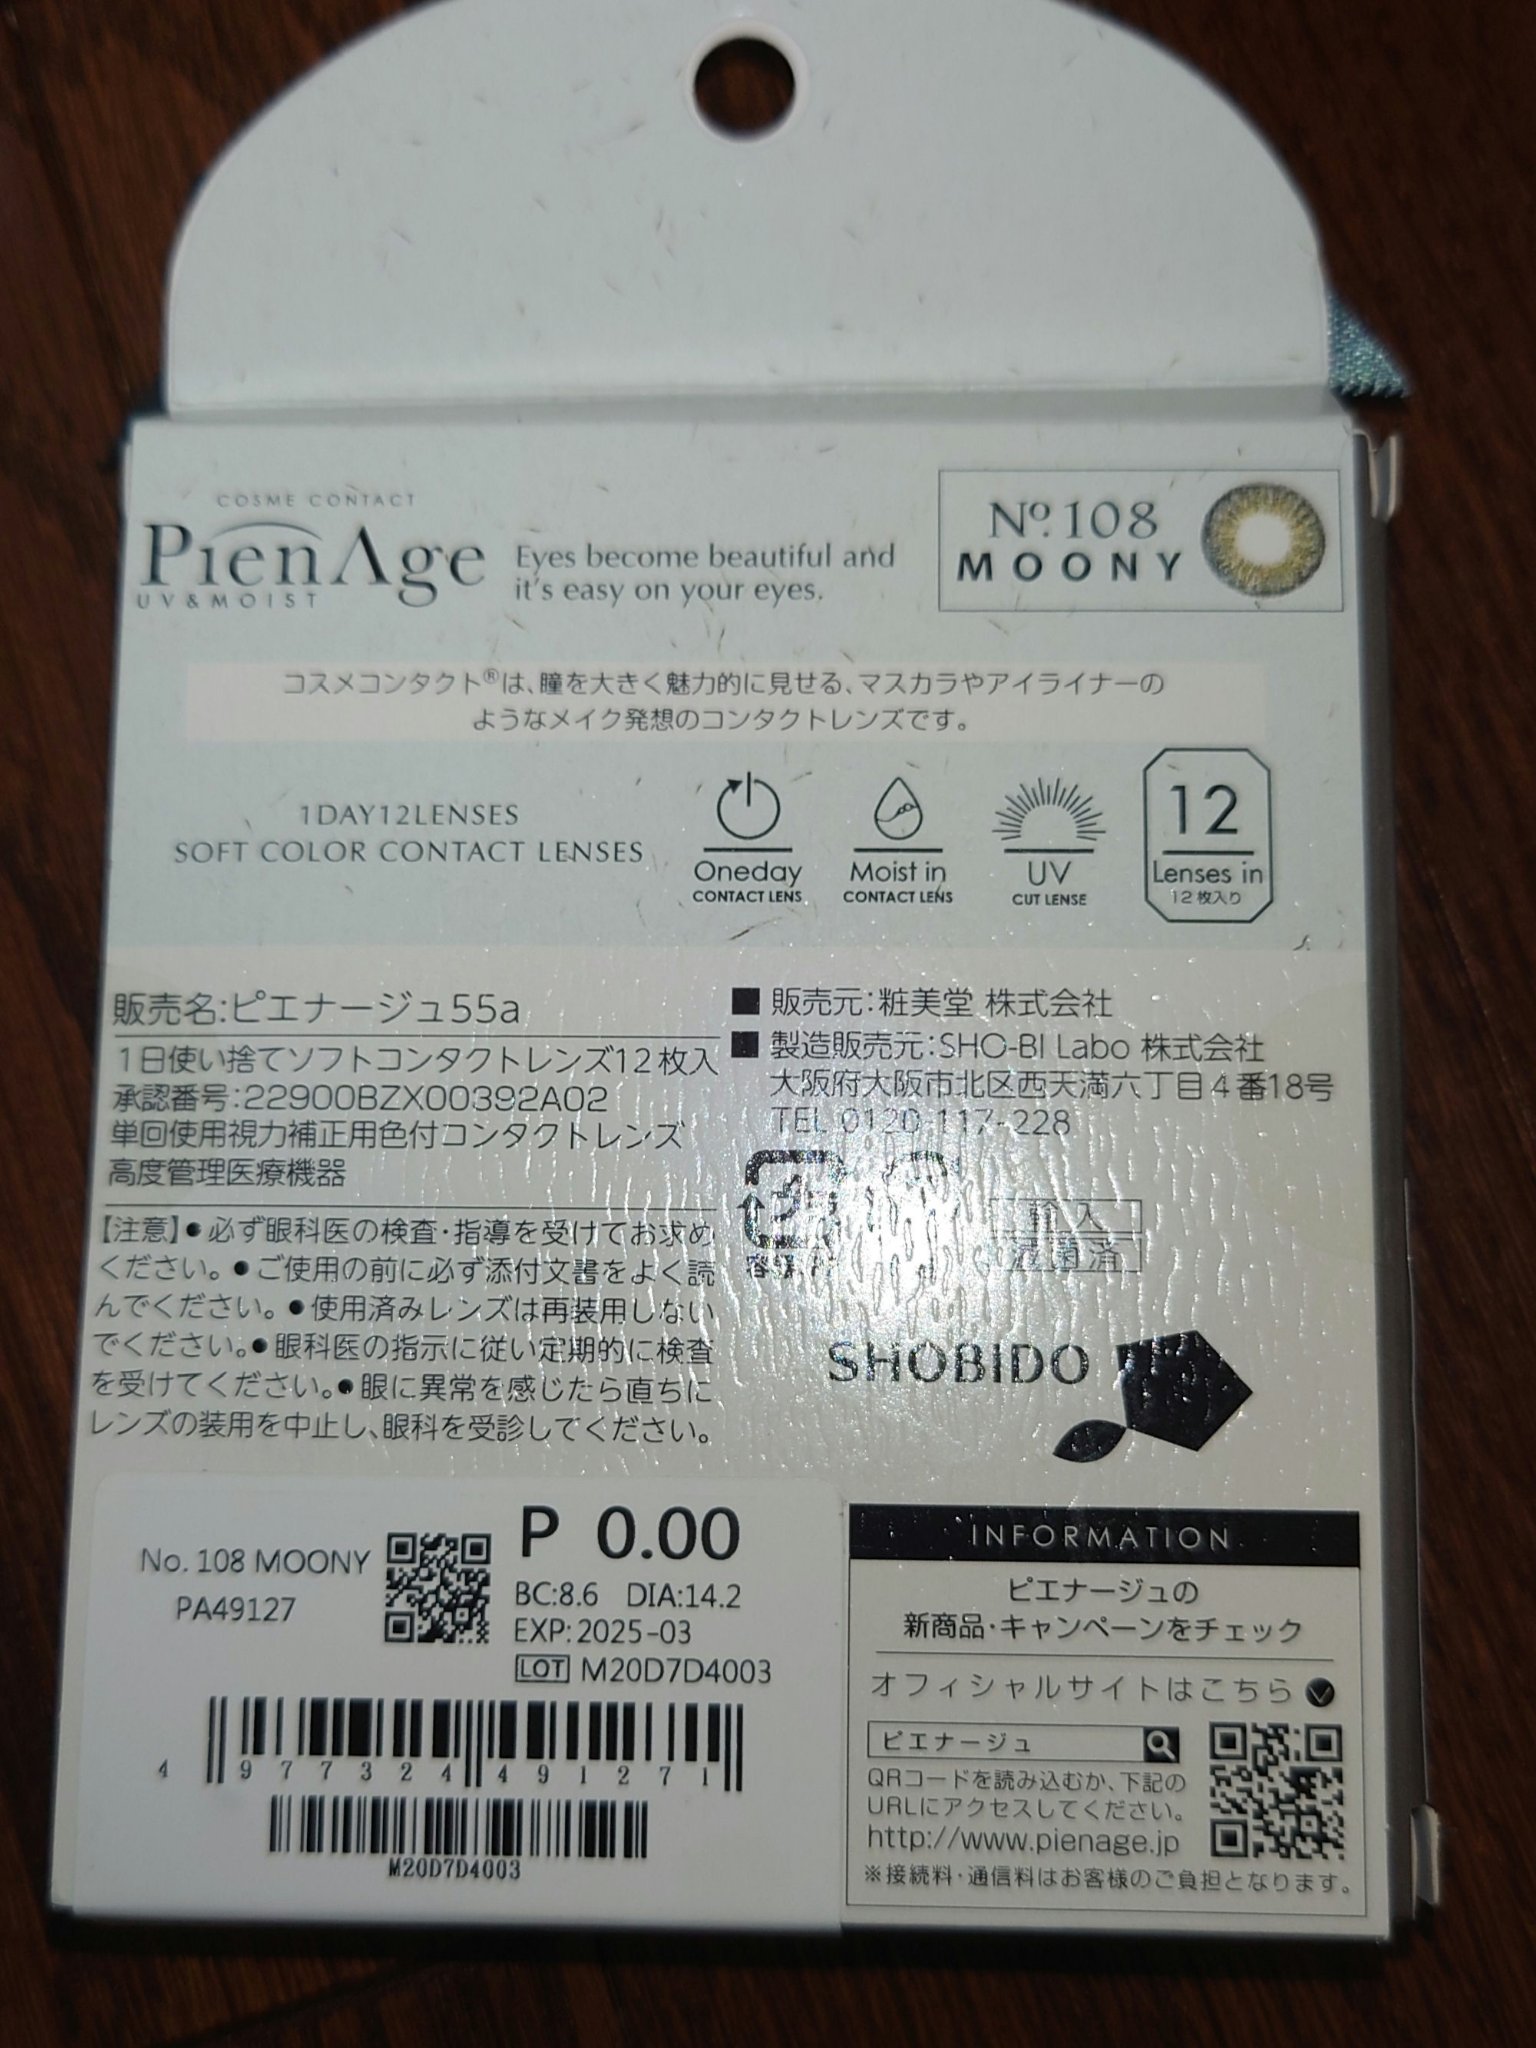 COSME CONTACT
PienAge
UV&MOIST
Eyes become beautiful and
it's easy on your eyes.
No.108
MOONY
コスメコンタクト®は、瞳を大きく魅力的に見せる、マスカラやアイライナーの
ようなメイク発想のコンタクトレンズです。
1DAY12LENSES
SOFT COLOR CONTACT LENSES
Oneday
CONTACT LENS
Moist in
CONTACT LENS
UV
CUT LENSE
12
Lenses in
12枚入り
販売名:ピエナージュ55a
1日使い捨てソフトコンタクトレンズ12枚入
承認番号:22900BZX00392A02
単回使用視力補正用色付コンタクトレンズ
高度管理医療機器
【注意】●必ず眼科医の検査・指導を受けてお求め
ください。●ご使用の前に必ず添付文書をよく読
んでください。●使用済みレンズは再装用しない
でください。●眼科医の指示に従い定期的に検査
を受けてください。●眼に異常を感じたら直ちに
レンズの装用を中止し、眼科を受診してください。
■ 販売元:粧美堂 株式会社
■ 製造販売元:SHO-BI Labo 株式会社
大阪府大阪市北区西天満六丁目4番18号
TEL 0120-117-228
輸入
滅菌済
SHOBIDO
No. 108 MOONY
PA49127
P 0.00
BC:8.6 DIA:14.2
EXP:2025-03
LOT M20D7D4003
4 977324 491271
M20D7D4003
INFORMATION
ピエナージュの
新商品・キャンペーンをチェック
オフィシャルサイトはこちら
ピエナージュ
QRコードを読み込むか、下記の
URLにアクセスしてください。
http://www.pienage.jp
※接続料・通信料はお客様のご負担となります。